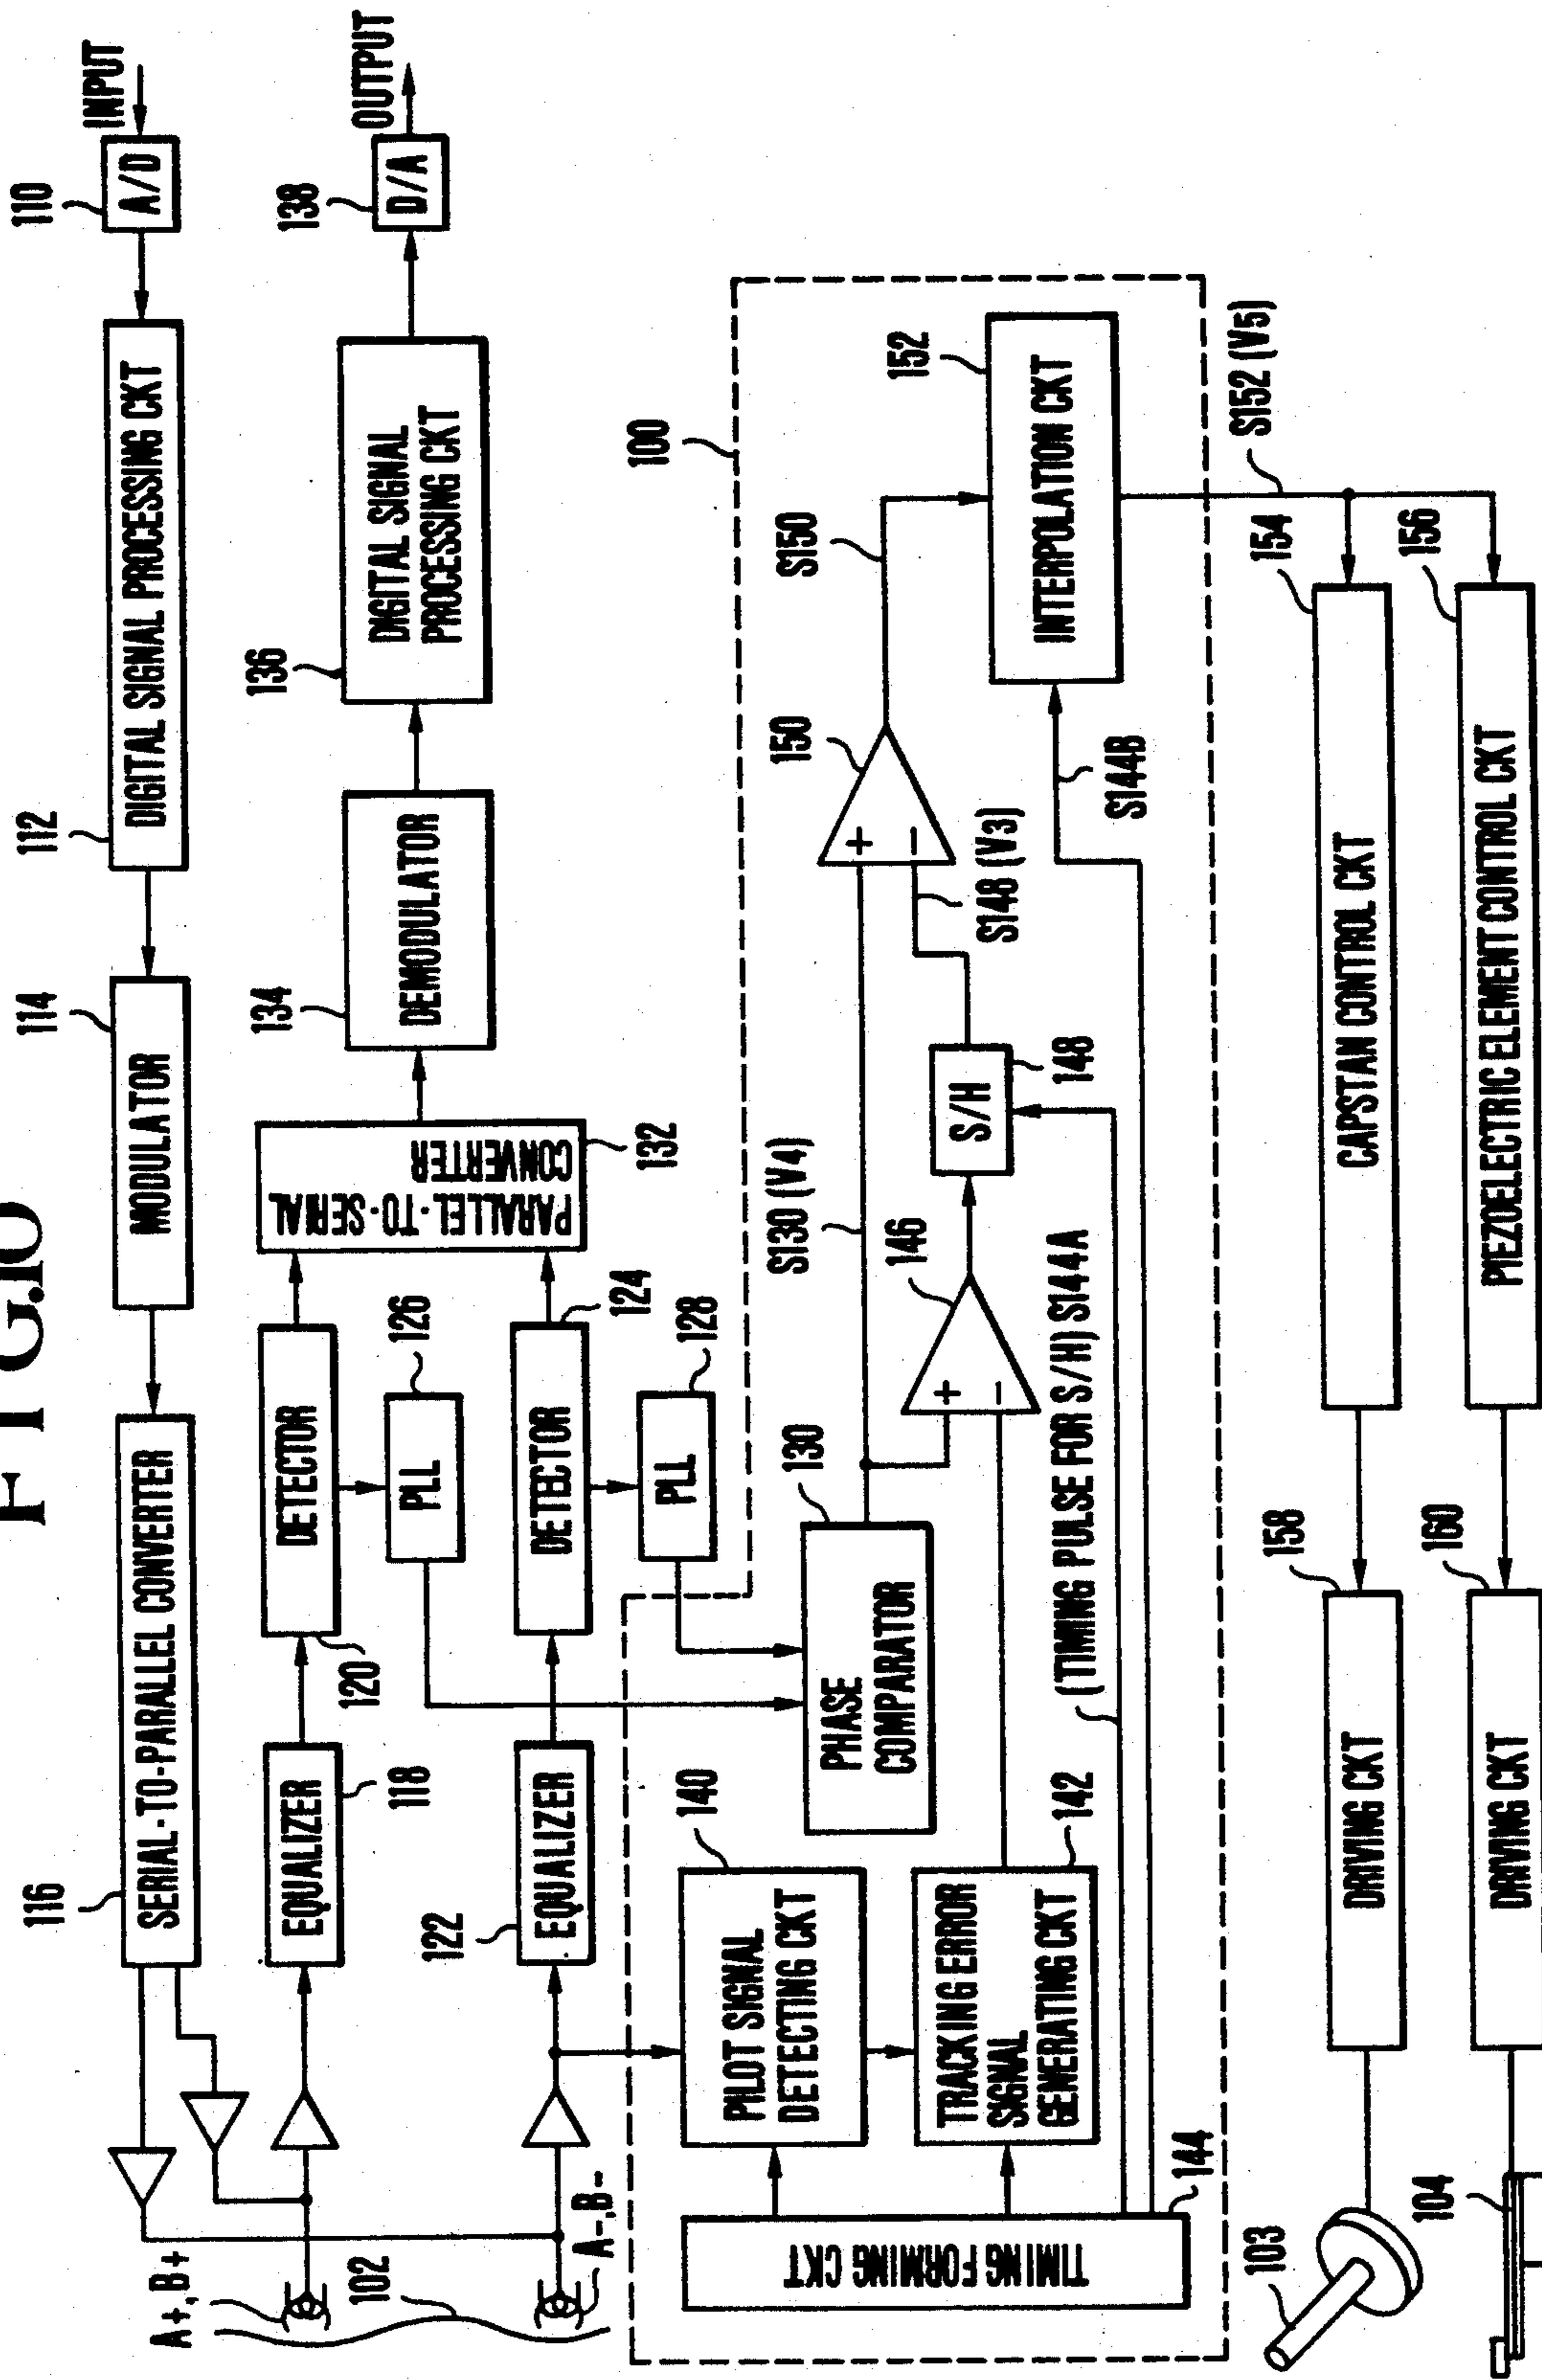 FIG.10
110
A/D
INPUT
112
DIGITAL SIGNAL PROCESSING CKT
114
MODULATOR
116
SERIAL-TO-PARALLEL CONVERTER
138
D/A
OUTPUT
136
DIGITAL SIGNAL
PROCESSING CKT
134
DEMODULATOR
PARALLEL-TO-SERIAL
CONVERTER
132
DETECTOR
120
EQUALIZER
118
PLL
126
DETECTOR
124
EQUALIZER
122
PLL
128
A+,B+
102
A-,B-
100
130
PHASE
COMPARATOR
S130 (V4)
146
+
-
S/H
148
S148 (V3)
150
+
-
S150
152
INTERPOLATION CKT
S144B
S152 (V5)
140
PILOT SIGNAL
DETECTING CKT
142
TRACKING ERROR
SIGNAL
GENERATING CKT
(TIMING PULSE FOR S/H) S144A
TIMING FORMING CKT
144
103
158
DRIVING CKT
154
CAPSTAN CONTROL CKT
104
160
DRIVING CKT
156
PIEZOELECTRIC ELEMENT CONTROL CKT